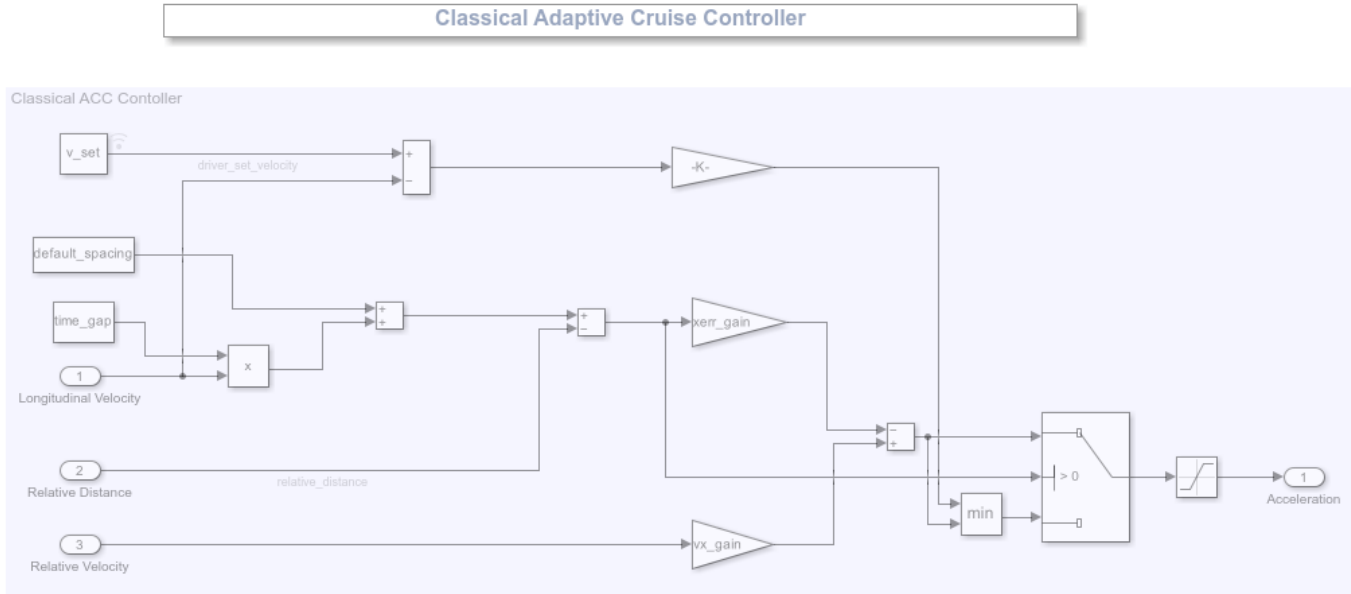 Classical Adaptive Cruise Controller
Classical ACC Contoller
v_set
driver_set_velocity
+
−
-K-
default_spacing
time_gap
+
+
+
−
xerr_gain
x
1
Longitudinal Velocity
−
+
> 0
2
Relative Distance
relative_distance
1
Acceleration
min
3
Relative Velocity
vx_gain